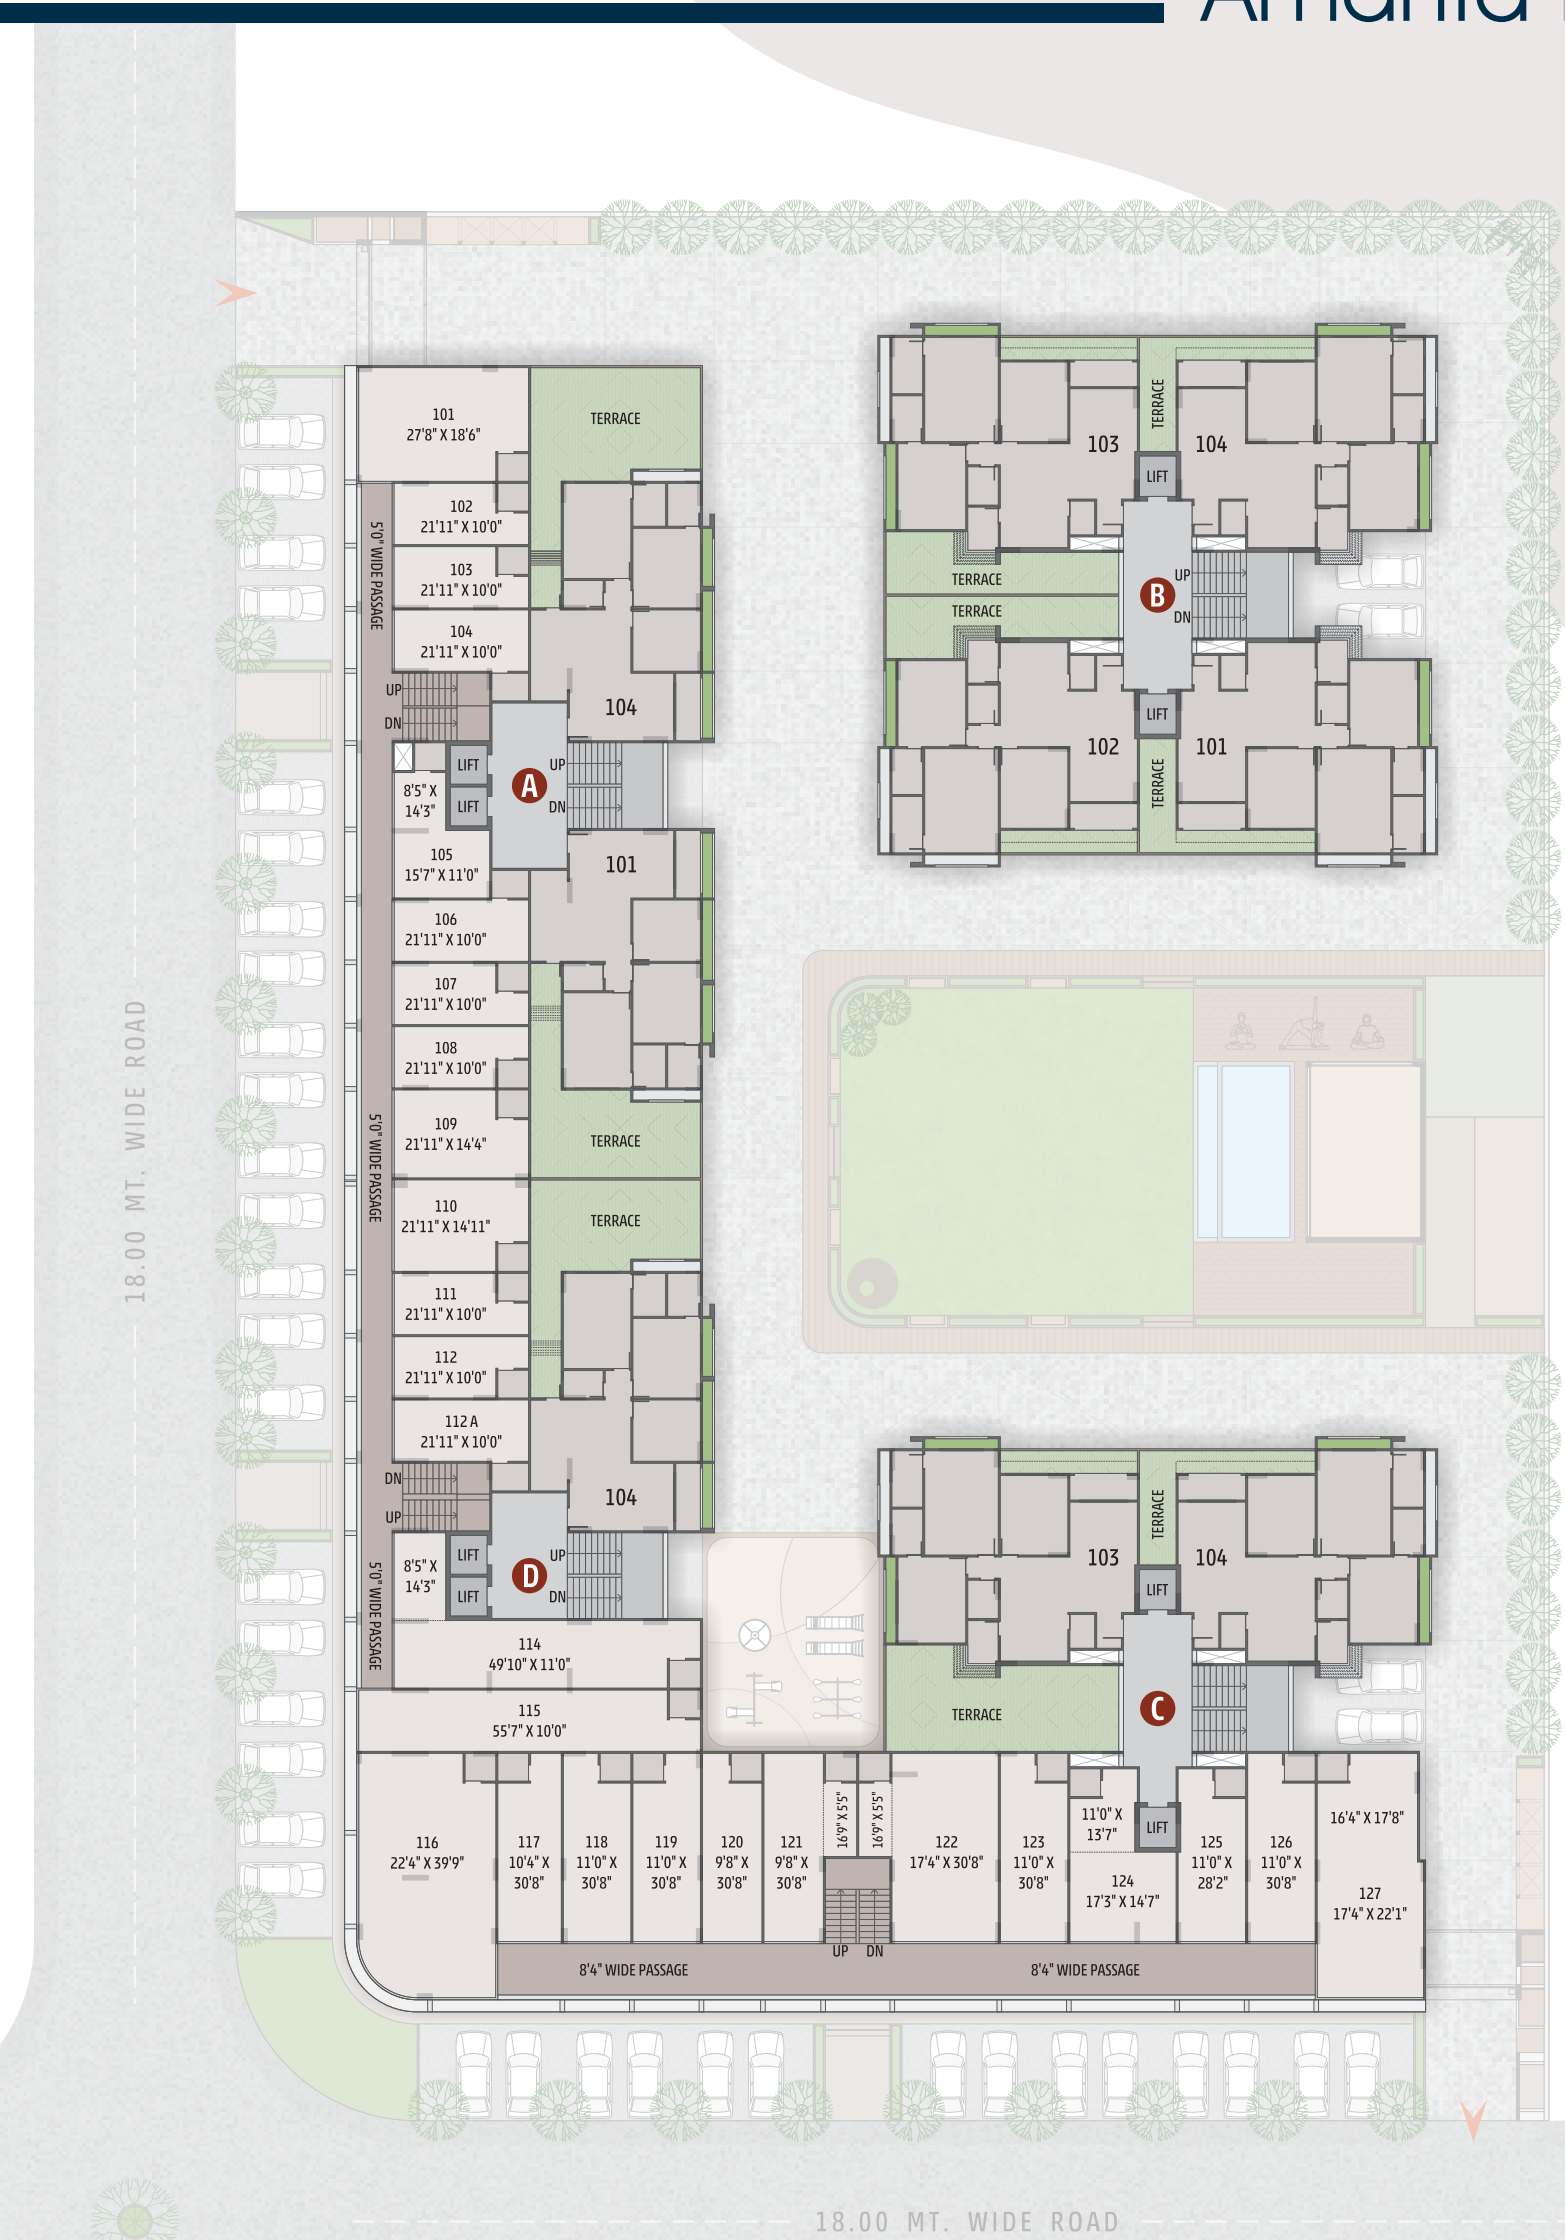 101
27'8" X 18'6"
TERRACE
102
21'11" X 10'0"
103
21'11" X 10'0"
104
21'11" X 10'0"
5'0" WIDE PASSAGE
UP
DN
104
LIFT
LIFT
A
UP
DN
8'5" X
14'3"
105
15'7" X 11'0"
101
106
21'11" X 10'0"
107
21'11" X 10'0"
108
21'11" X 10'0"
109
21'11" X 14'4"
TERRACE
5'0" WIDE PASSAGE
110
21'11" X 14'11"
TERRACE
111
21'11" X 10'0"
112
21'11" X 10'0"
112 A
21'11" X 10'0"
DN
UP
104
LIFT
LIFT
D
UP
DN
8'5" X
14'3"
5'0" WIDE PASSAGE
114
49'10" X 11'0"
115
55'7" X 10'0"
18.00 MT. WIDE ROAD
103
TERRACE
104
LIFT
TERRACE
TERRACE
B
UP
DN
LIFT
102
TERRACE
101
103
TERRACE
104
LIFT
TERRACE
C
LIFT
116
22'4" X 39'9"
117
10'4" X
30'8"
118
11'0" X
30'8"
119
11'0" X
30'8"
120
9'8" X
30'8"
121
9'8" X
30'8"
16'9" X 5'5"
16'9" X 5'5"
UP
DN
122
17'4" X 30'8"
123
11'0" X
30'8"
11'0" X
13'7"
124
17'3" X 14'7"
125
11'0" X
28'2"
126
11'0" X
30'8"
16'4" X 17'8"
127
17'4" X 22'1"
8'4" WIDE PASSAGE
8'4" WIDE PASSAGE
18.00 MT. WIDE ROAD